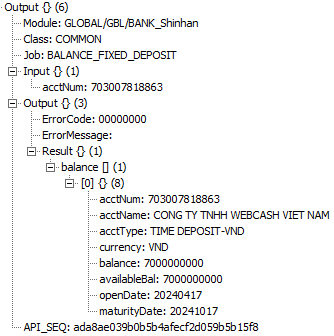 Output {} (6)
Module: GLOBAL/GBL/BANK_Shinhan
Class: COMMON
Job: BALANCE_FIXED_DEPOSIT
Input {} (1)
acctNum: 703007818863
Output {} (3)
ErrorCode: 00000000
ErrorMessage:
Result {} (1)
balance [] (1)
[0] {} (8)
acctNum: 703007818863
acctName: CONG TY TNHH WEBCASH VIET NAM
acctType: TIME DEPOSIT-VND
currency: VND
balance: 7000000000
availableBal: 7000000000
openDate: 20240417
maturityDate: 20241017
API_SEQ: ada8ae039b0b5b4afecf2d059b5b15f8